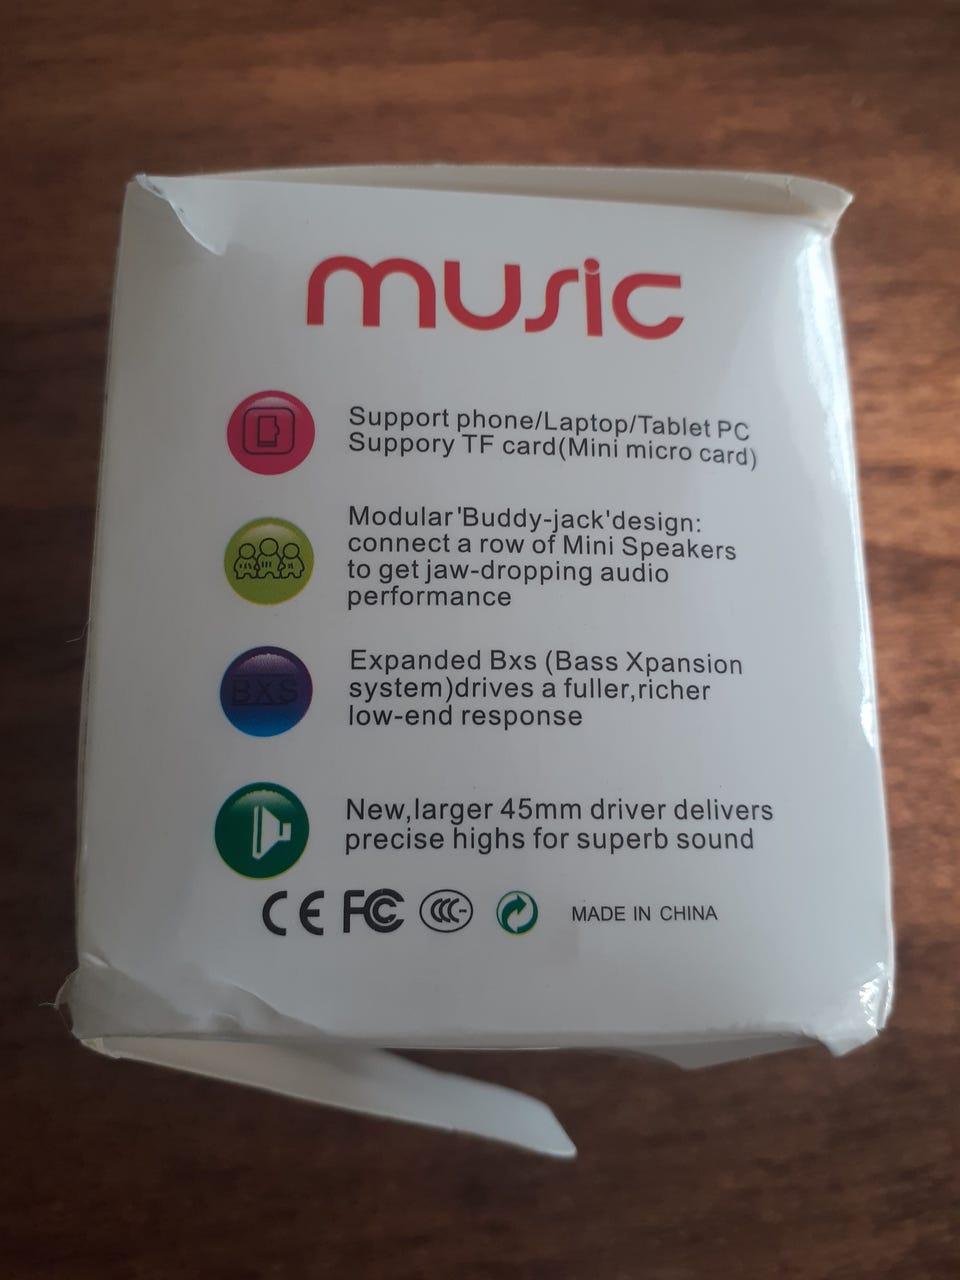 music
Support phone/Laptop/Tablet PC
Suppory TF card(Mini micro card)
Modular 'Buddy-jack'design:
connect a row of Mini Speakers
to get jaw-dropping audio
performance
BXS
Expanded Bxs (Bass Xpansion
system)drives a fuller,richer
low-end response
New,larger 45mm driver delivers
precise highs for superb sound
CE FC CCC MADE IN CHINA